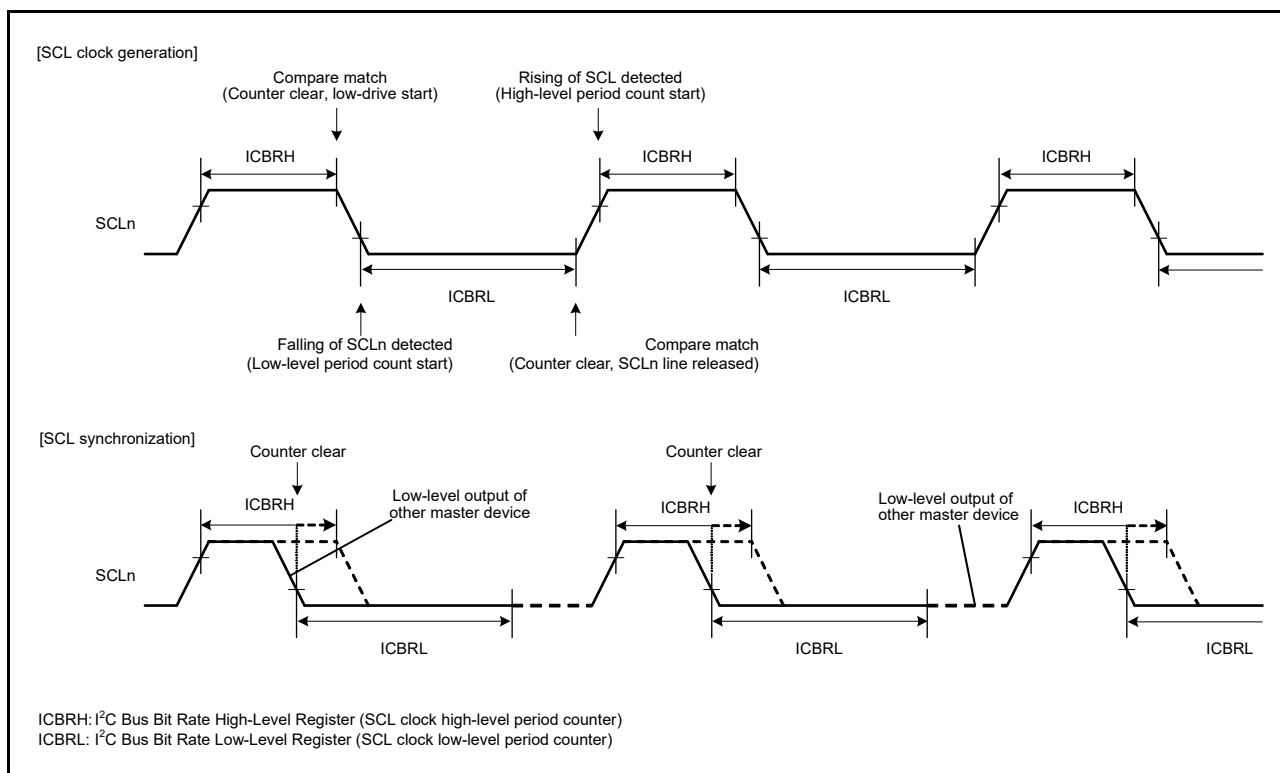 [SCL clock generation]
Compare match
(Counter clear, low-drive start)
Rising of SCL detected
(High-level period count start)
ICBRH
ICBRH
ICBRH
SCLn
ICBRL
ICBRL
Falling of SCLn detected
(Low-level period count start)
Compare match
(Counter clear, SCLn line released)
[SCL synchronization]
Counter clear
Counter clear
ICBRH
Low-level output of
other master device
ICBRH
Low-level output of
other master device
ICBRH
SCLn
ICBRL
ICBRL
ICBRL
ICBRH: I²C Bus Bit Rate High-Level Register (SCL clock high-level period counter)
ICBRL: I²C Bus Bit Rate Low-Level Register (SCL clock low-level period counter)